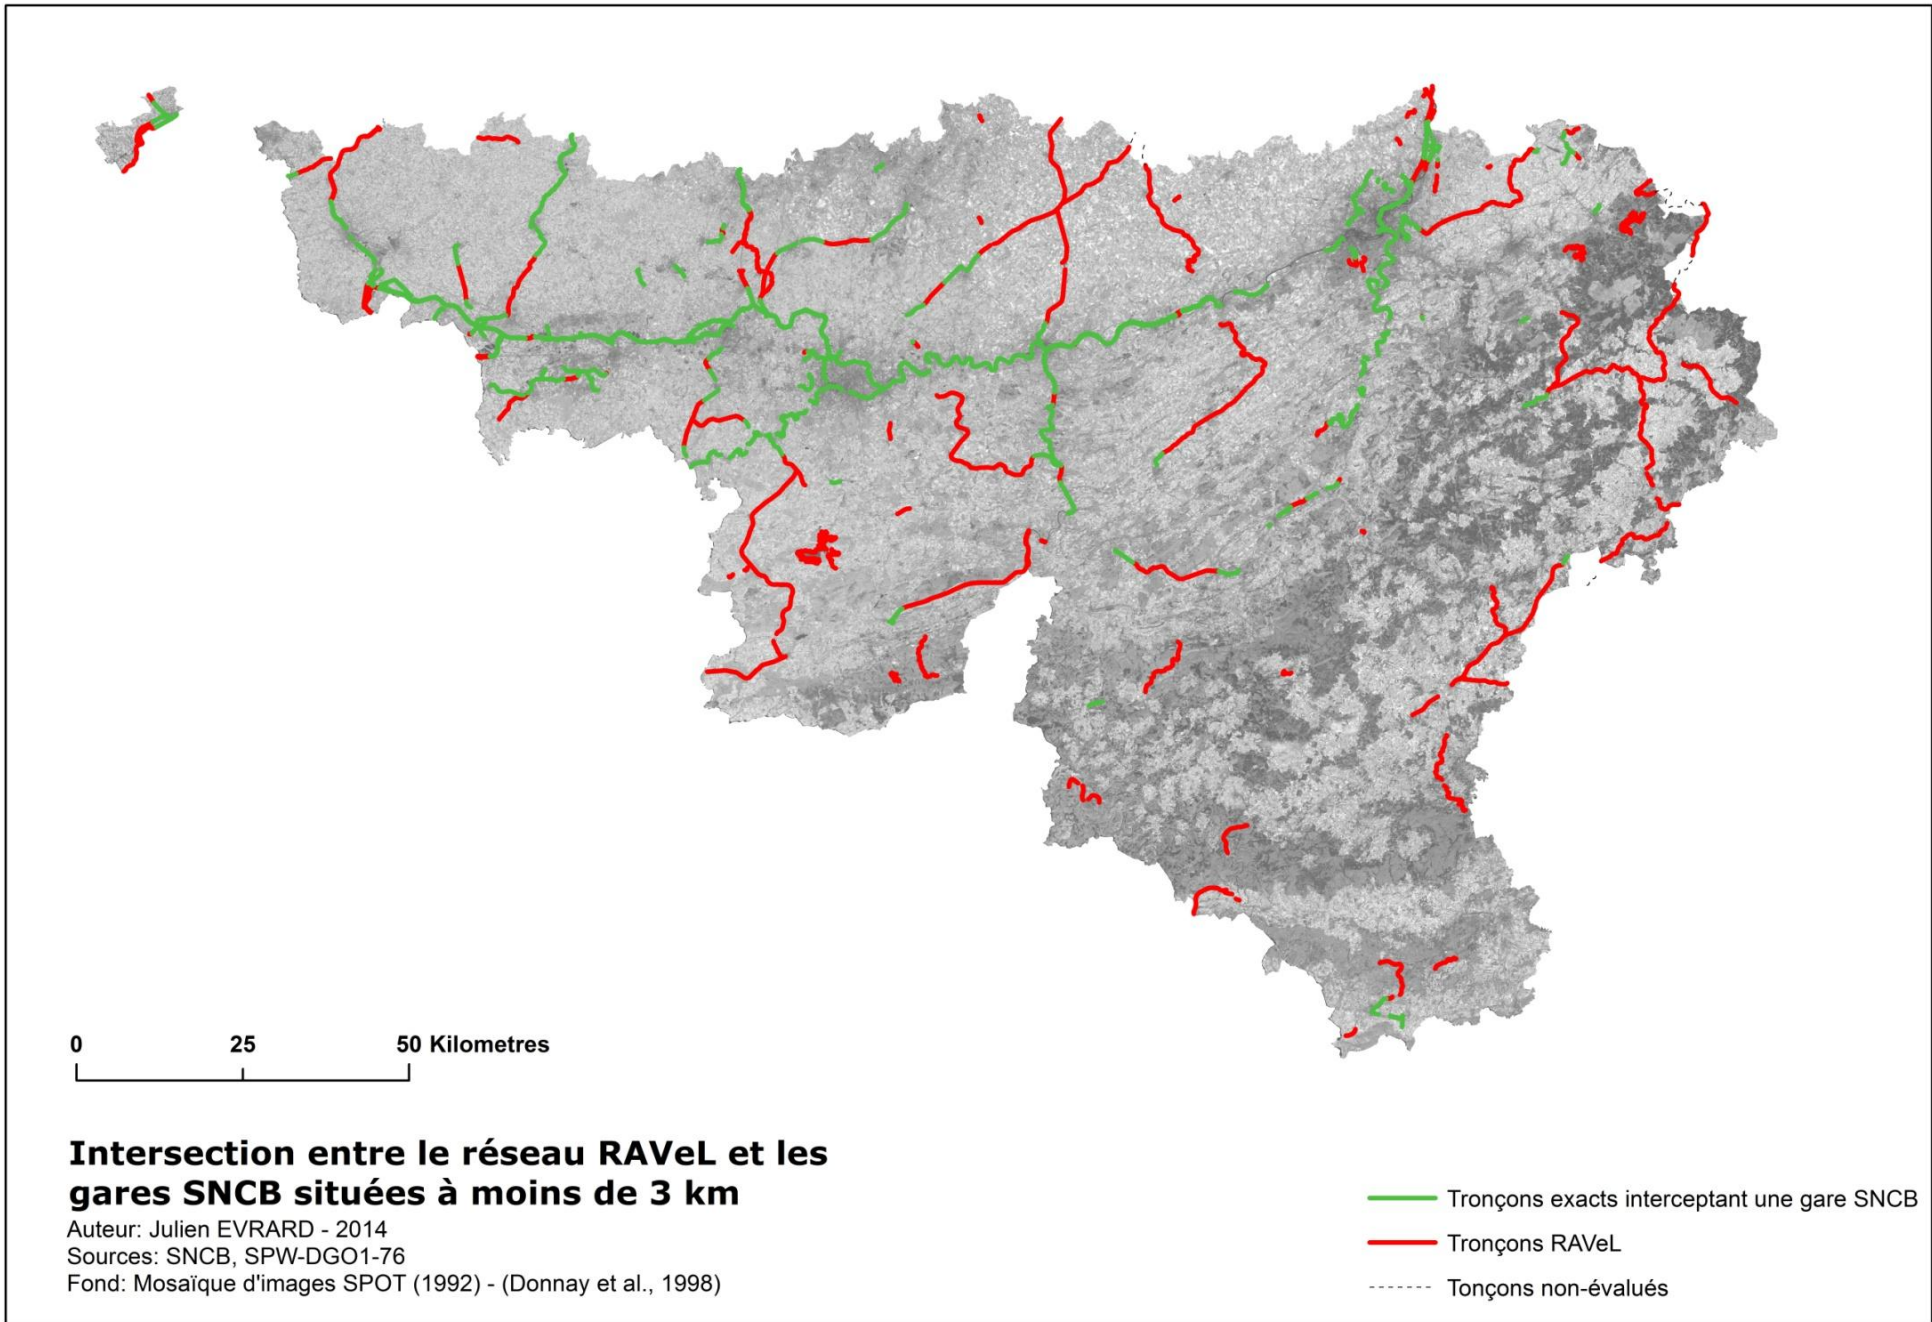 0 25 50 Kilometres
Intersection entre le réseau RAVeL et les
gares SNCB situées à moins de 3 km
Auteur: Julien EVRARD - 2014
Sources: SNCB, SPW-DGO1-76
Fond: Mosaïque d'images SPOT (1992) - (Donnay et al., 1998)
Tronçons exacts interceptant une gare SNCB
Tronçons RAVeL
Tonçons non-évalués